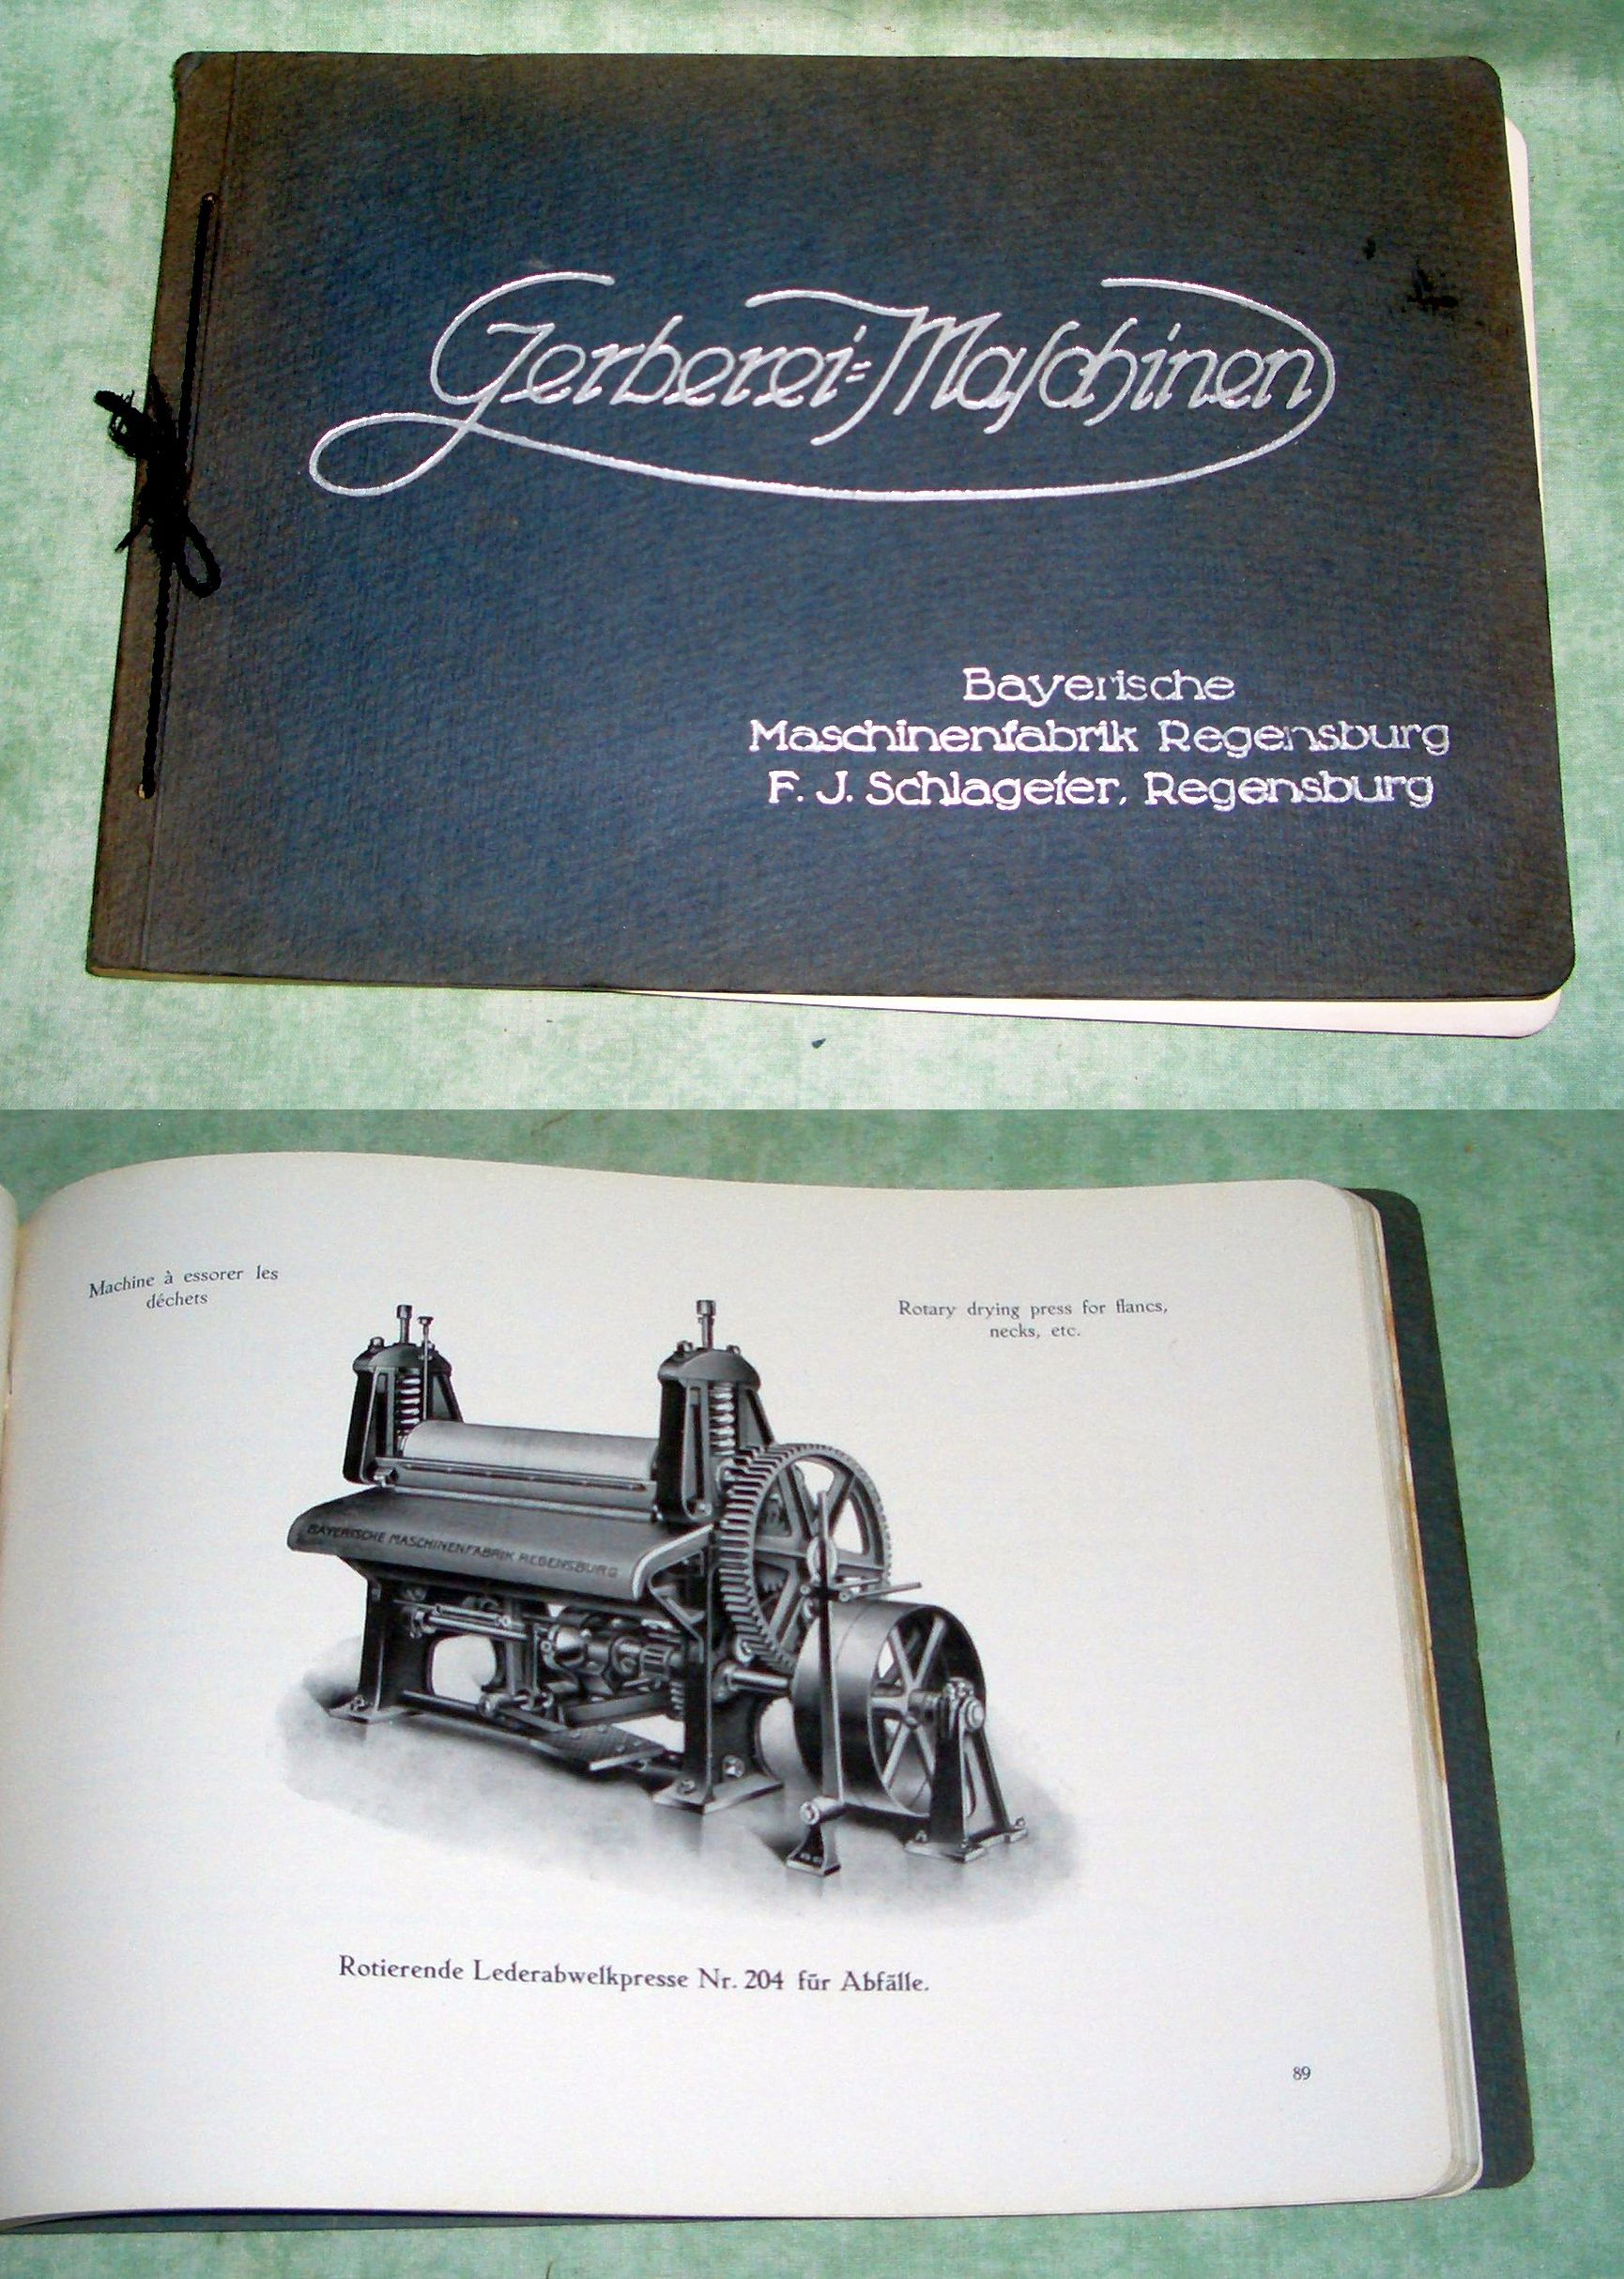 Gerberei=Maſchinen
Bayerische
Maschinenfabrik Regensburg
F. J. Schlageter, Regensburg
Machine à essorer les
déchets
Rotary drying press for flancs,
necks, etc.
BAYERISCHE MASCHINENFABRIK REGENSBURG
Rotierende Lederabwelkpresse Nr. 204 für Abfälle.
89